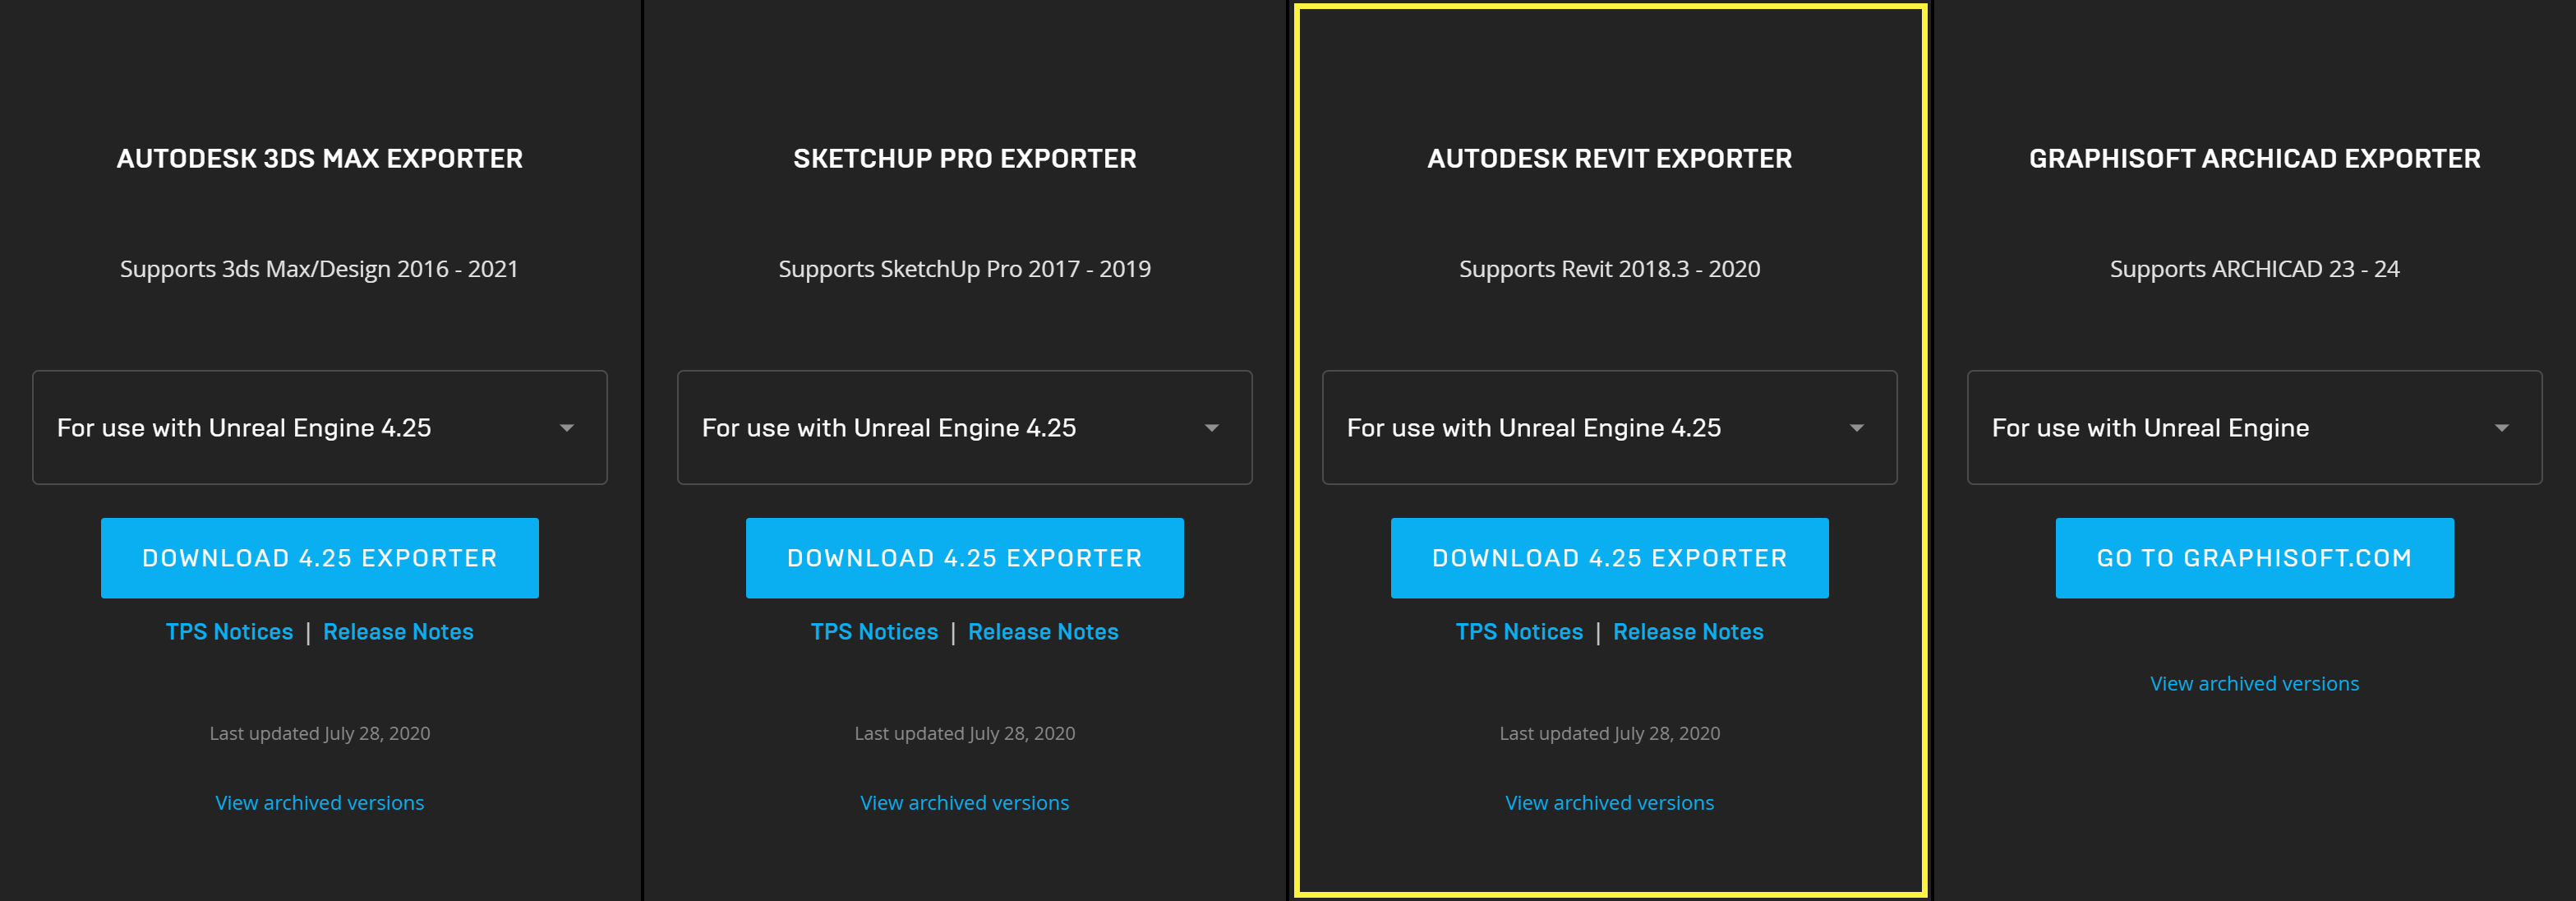 AUTODESK 3DS MAX EXPORTER
Supports 3ds Max/Design 2016 - 2021
For use with Unreal Engine 4.25
DOWNLOAD 4.25 EXPORTER
TPS Notices | Release Notes
Last updated July 28, 2020
View archived versions
SKETCHUP PRO EXPORTER
Supports SketchUp Pro 2017 - 2019
For use with Unreal Engine 4.25
DOWNLOAD 4.25 EXPORTER
TPS Notices | Release Notes
Last updated July 28, 2020
View archived versions
AUTODESK REVIT EXPORTER
Supports Revit 2018.3 - 2020
For use with Unreal Engine 4.25
DOWNLOAD 4.25 EXPORTER
TPS Notices | Release Notes
Last updated July 28, 2020
View archived versions
GRAPHISOFT ARCHICAD EXPORTER
Supports ARCHICAD 23 - 24
For use with Unreal Engine
GO TO GRAPHISOFT.COM
View archived versions